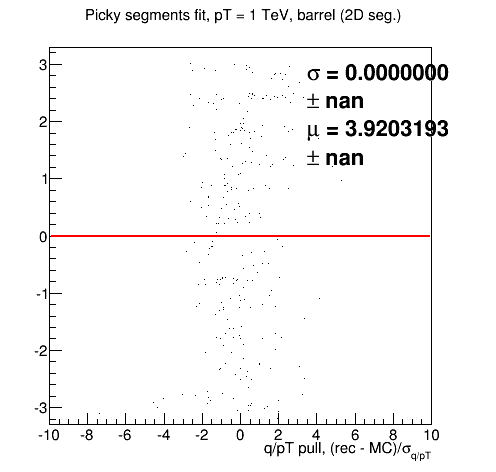 Picky segments fit, pT = 1 TeV, barrel (2D seg.)
σ = 0.0000000
± nan
μ = 3.9203193
± nan
3
2
1
0
-1
-2
-3
-10 -8 -6 -4 -2 0 2 4 6 8 10
q/pT pull, (rec - MC)/σq/pT